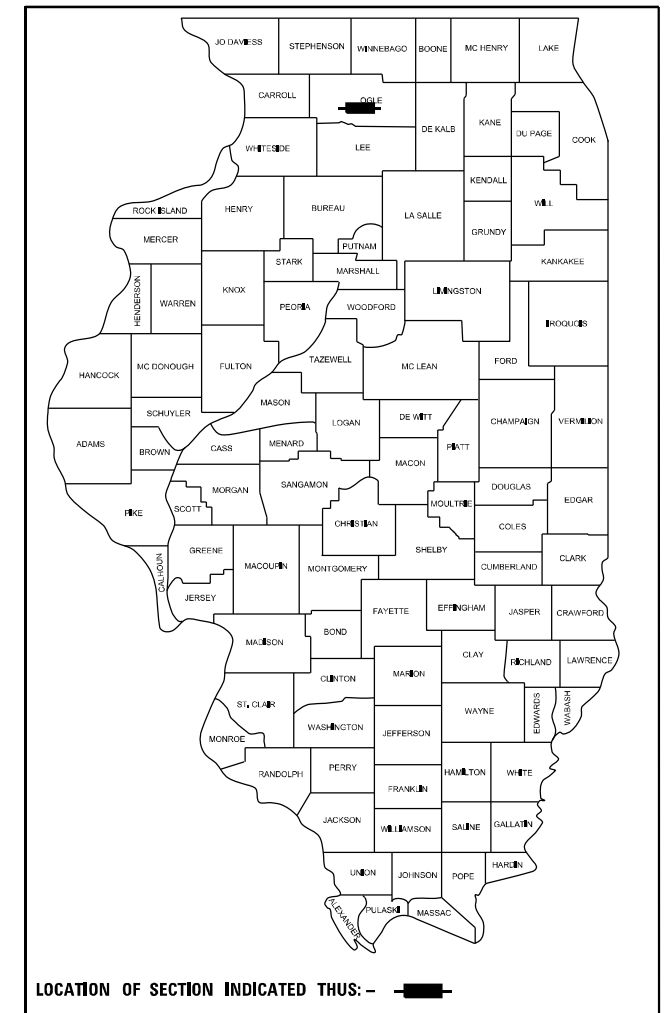 JO DAVIESS
STEPHENSON
WINNEBAGO
BOONE
MC HENRY
LAKE
CARROLL
OGLE
DE KALB
KANE
DU PAGE
COOK
WHITESIDE
LEE
KENDALL
WILL
ROCK ISLAND
HENRY
BUREAU
LA SALLE
GRUNDY
MERCER
PUTNAM
STARK
MARSHALL
KANKAKEE
HENDERSON
WARREN
KNOX
PEORIA
WOODFORD
LIVINGSTON
IROQUOIS
HANCOCK
MC DONOUGH
FULTON
TAZEWELL
MC LEAN
FORD
SCHUYLER
MASON
LOGAN
DE WITT
CHAMPAIGN
VERMILION
ADAMS
BROWN
CASS
MENARD
MACON
PIATT
PIKE
SCOTT
MORGAN
SANGAMON
CHRISTIAN
MOULTRIE
DOUGLAS
EDGAR
COLES
CALHOUN
GREENE
MACOUPIN
MONTGOMERY
SHELBY
CUMBERLAND
CLARK
JERSEY
FAYETTE
EFFINGHAM
JASPER
CRAWFORD
MADISON
BOND
CLAY
RICHLAND
LAWRENCE
CLINTON
MARION
ST. CLAIR
WAYNE
EDWARDS
WABASH
MONROE
WASHINGTON
JEFFERSON
RANDOLPH
PERRY
HAMILTON
WHITE
FRANKLIN
JACKSON
WILLIAMSON
SALINE
GALLATIN
UNION
JOHNSON
POPE
HARDIN
ALEXANDER
PULASKI
MASSAC
LOCATION OF SECTION INDICATED THUS: –